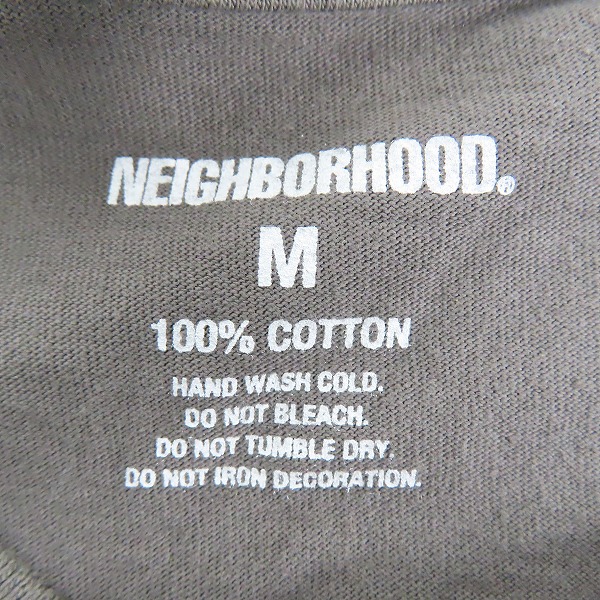 NEIGHBORHOOD®
M
100% COTTON
HAND WASH COLD.
DO NOT BLEACH.
DO NOT TUMBLE DRY.
DO NOT IRON DECORATION.